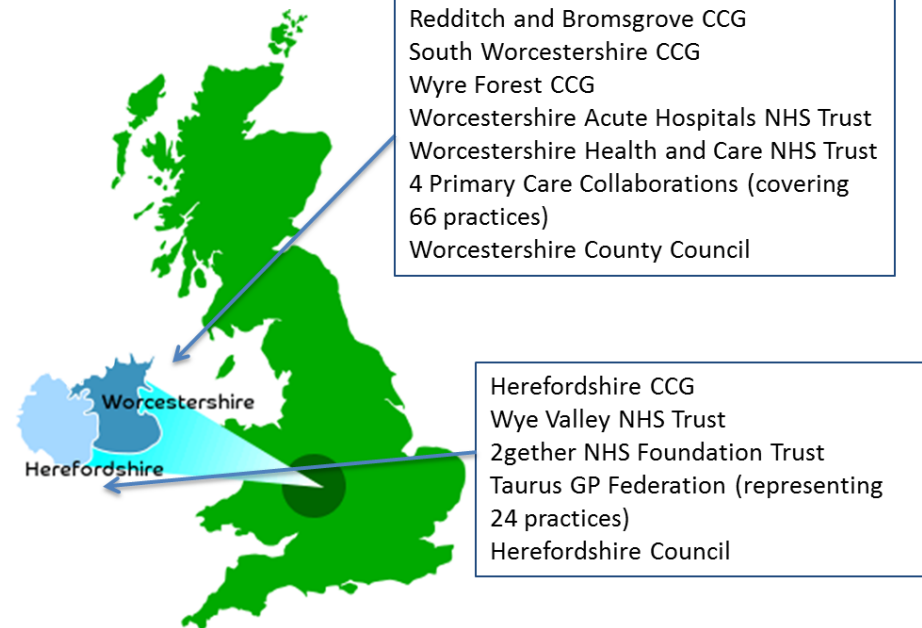 Redditch and Bromsgrove CCG
South Worcestershire CCG
Wyre Forest CCG
Worcestershire Acute Hospitals NHS Trust
Worcestershire Health and Care NHS Trust
4 Primary Care Collaborations (covering
66 practices)
Worcestershire County Council
Worcestershire
Herefordshire
Herefordshire CCG
Wye Valley NHS Trust
2gether NHS Foundation Trust
Taurus GP Federation (representing
24 practices)
Herefordshire Council